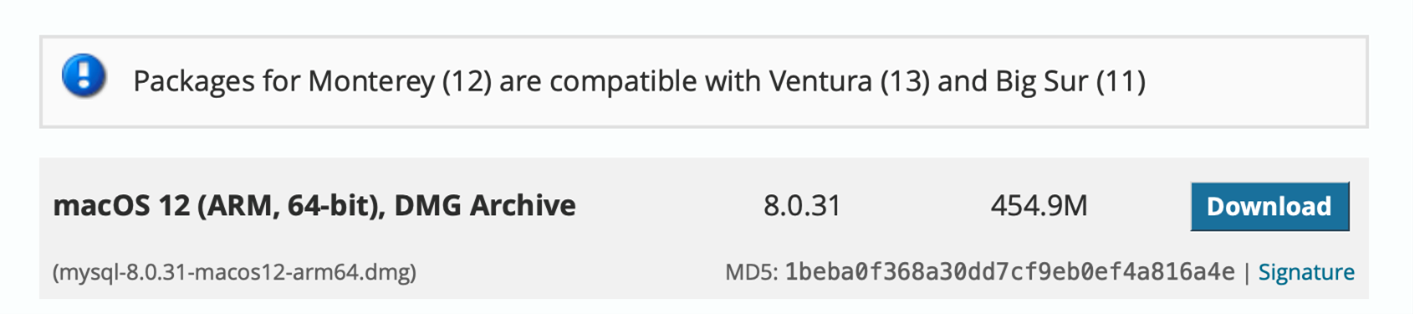 Packages for Monterey (12) are compatible with Ventura (13) and Big Sur (11)
macOS 12 (ARM, 64-bit), DMG Archive 8.0.31 454.9M Download
(mysql-8.0.31-macos12-arm64.dmg) MD5: 1beba0f368a30dd7cf9eb0ef4a816a4e | Signature